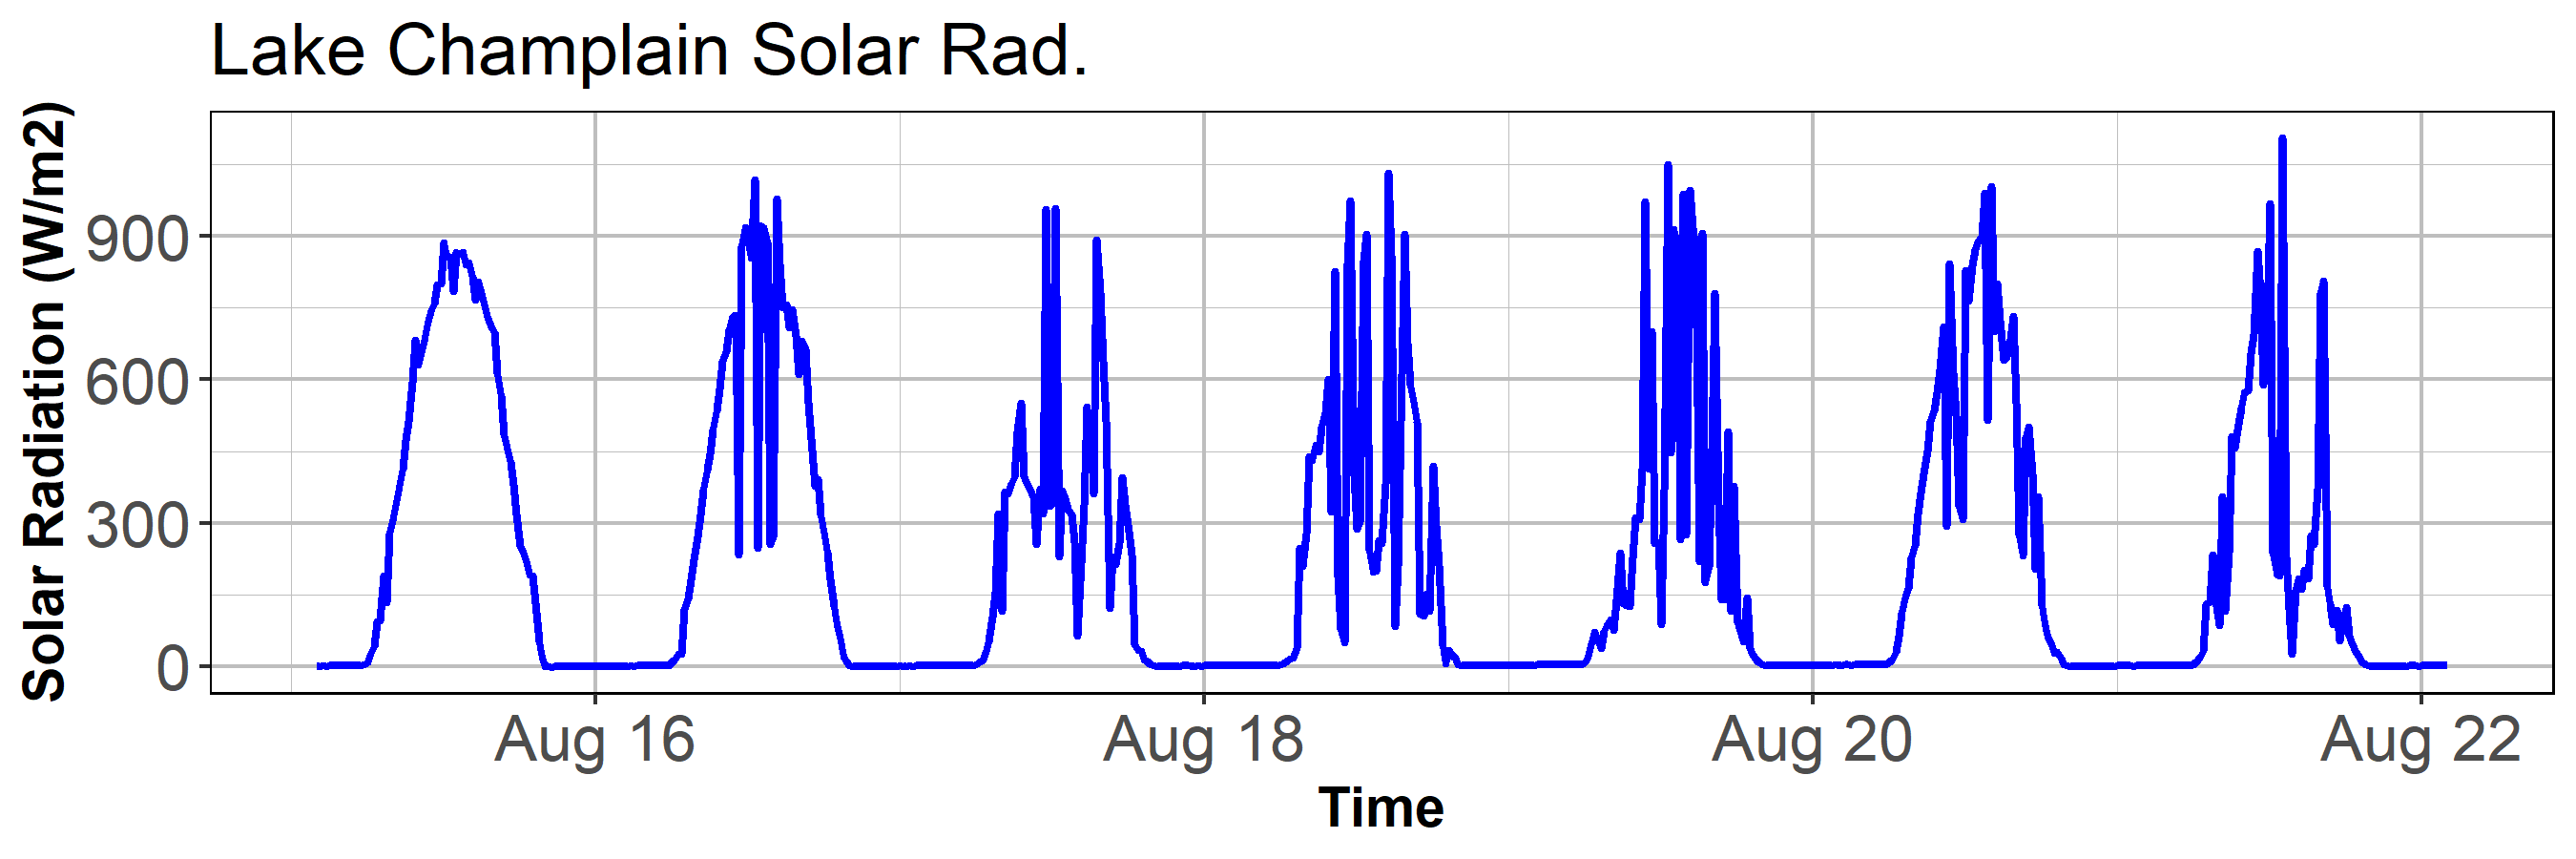 Lake Champlain Solar Rad.
Solar Radiation (W/m2)
900
600
300
0
Aug 16 Aug 18 Aug 20 Aug 22
Time